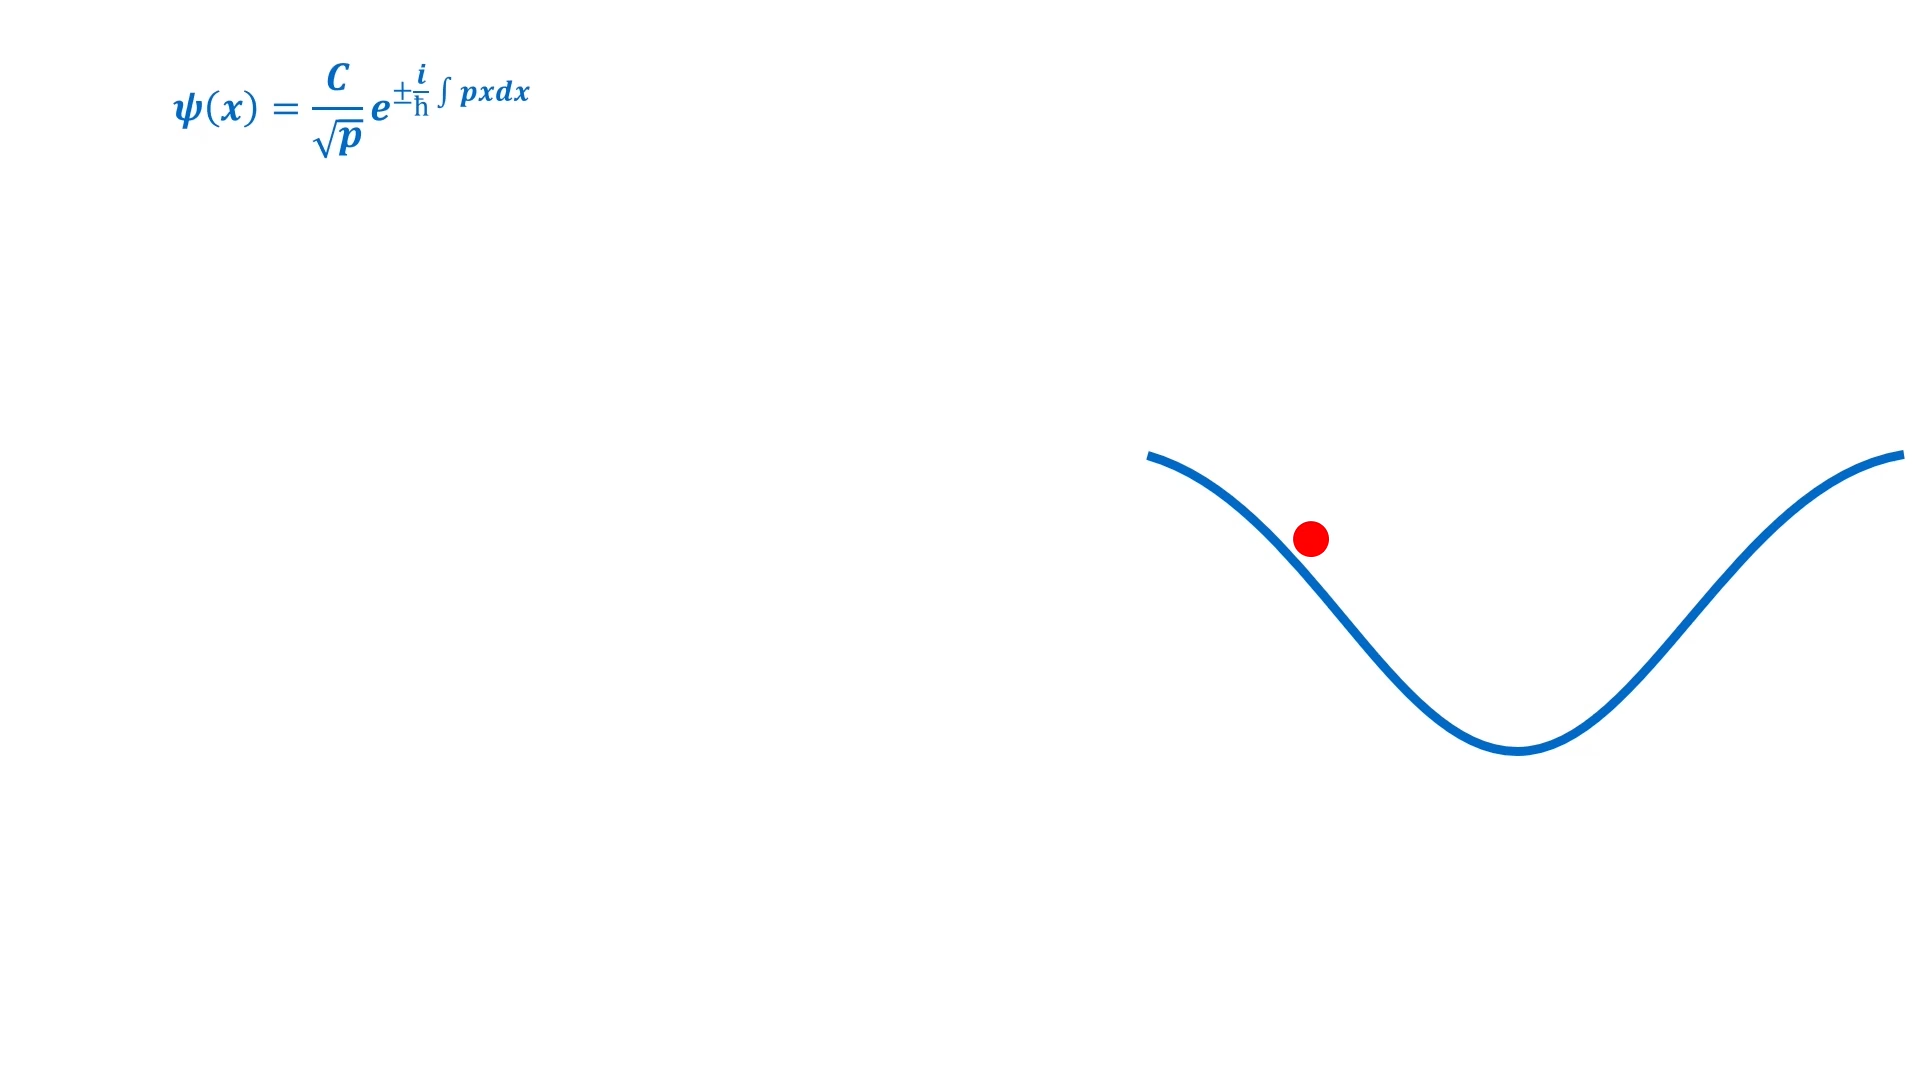 ψ(x) = C/√p e^{±i/ħ ∫ pxdx}